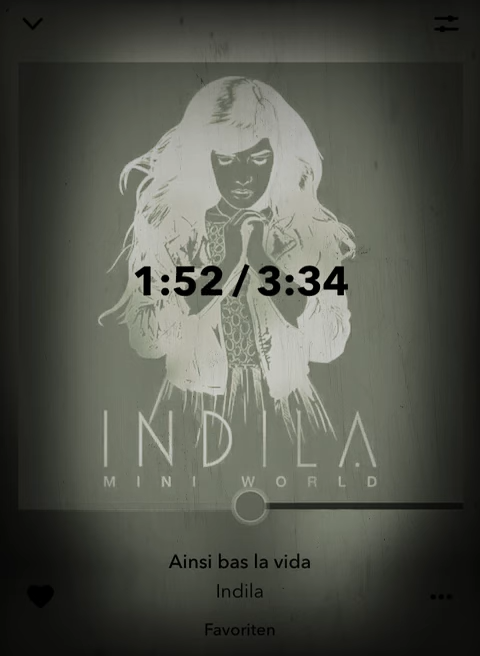 1:52 / 3:34
INDILA
MINI WORLD
Ainsi bas la vida
Indila
Favoriten